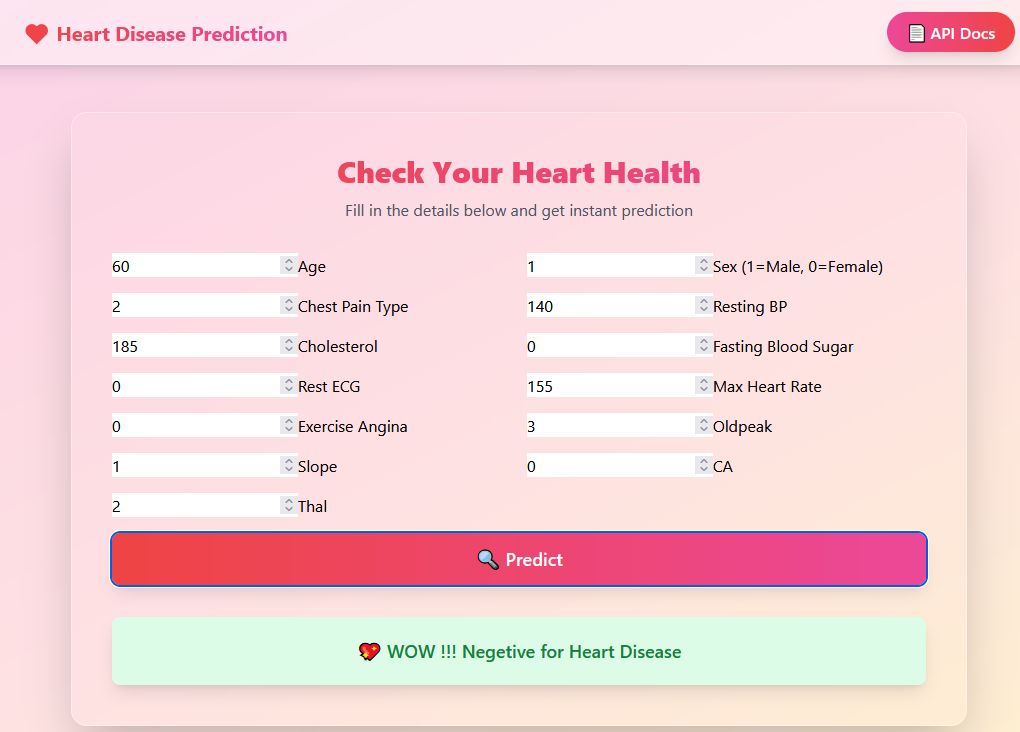 Heart Disease Prediction
API Docs
Check Your Heart Health
Fill in the details below and get instant prediction
60 Age
1 Sex (1=Male, 0=Female)
2 Chest Pain Type
140 Resting BP
185 Cholesterol
0 Fasting Blood Sugar
0 Rest ECG
155 Max Heart Rate
0 Exercise Angina
3 Oldpeak
1 Slope
0 CA
2 Thal
Predict
WOW !!! Negetive for Heart Disease